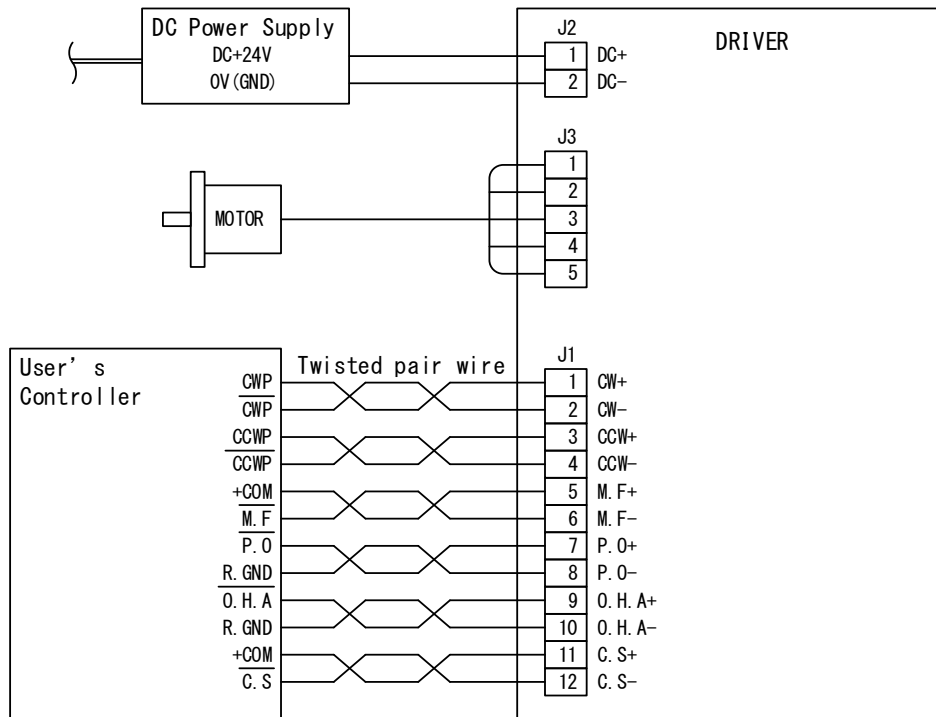 DC Power Supply
DC+24V
0V(GND)
DRIVER
J2
1 DC+
2 DC-
J3
1
2
3
4
5
MOTOR
User's
Controller
Twisted pair wire
J1
CWP 1 CW+
C̅W̅P̅ 2 CW-
CCWP 3 CCW+
C̅C̅W̅P̅ 4 CCW-
+COM 5 M.F+
M̅.̅F̅ 6 M.F-
P̅.̅O̅ 7 P.O+
R.GND 8 P.O-
O̅.̅H̅.̅A̅ 9 O.H.A+
R.GND 10 O.H.A-
+COM 11 C.S+
C̅.̅S̅ 12 C.S-